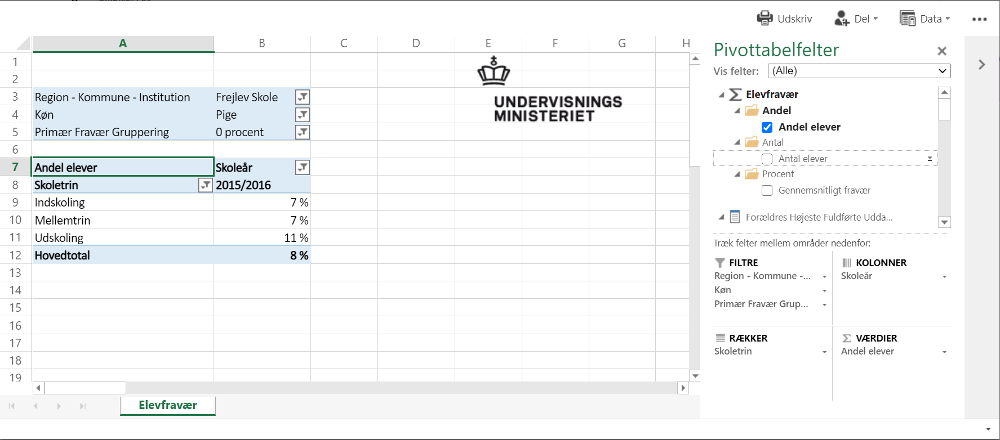 Udskriv Del Data
A B C D E F G H
1
2
3 Region - Kommune - Institution Frejlev Skole
4 Køn Pige
5 Primær Fravær Gruppering 0 procent
6
7 Andel elever Skoleår
8 Skoletrin 2015/2016
9 Indskoling 7 %
10 Mellemtrin 7 %
11 Udskoling 11 %
12 Hovedtotal 8 %
13
14
15
16
17
18
19
UNDERVISNINGS
MINISTERIET
Elevfravær
Pivottabelfelter
Vis felter: (Alle)
Elevfravær
Andel
Andel elever
Antal
Antal elever
Procent
Gennemsnitligt fravær
Forældres Højeste Fuldførte Udda...
Træk felter mellem områder nedenfor:
FILTRE
Region - Kommune -...
Køn
Primær Fravær Grup...
KOLONNER
Skoleår
RÆKKER
Skoletrin
VÆRDIER
Andel elever